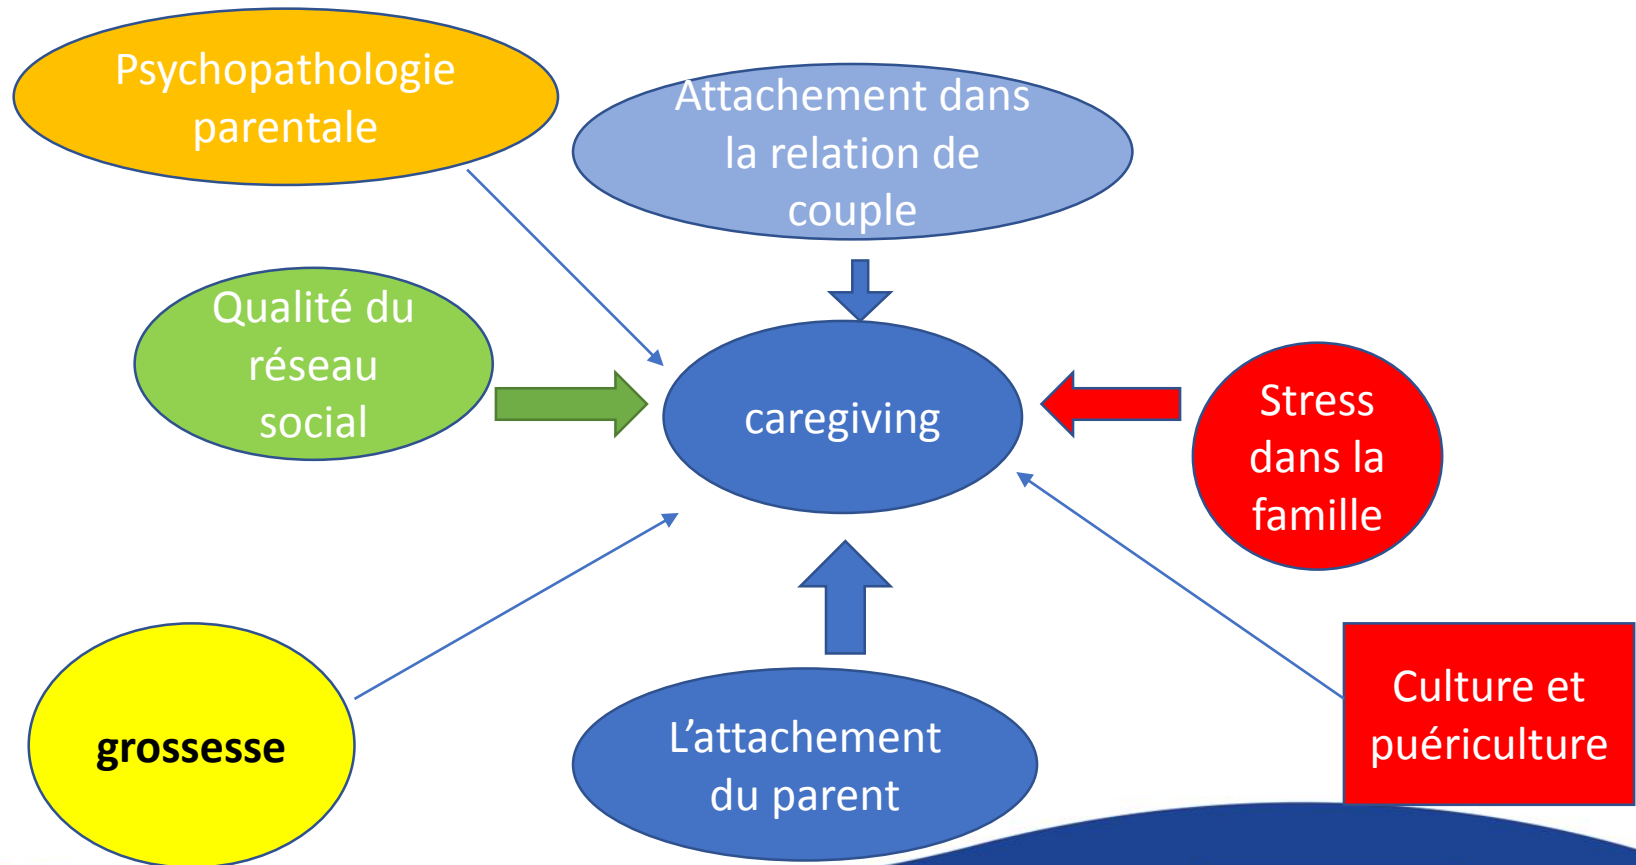 Psychopathologie
parentale
Attachement dans
la relation de
couple
Qualité du
réseau
social
caregiving
Stress
dans la
famille
grossesse
L’attachement
du parent
Culture et
puériculture